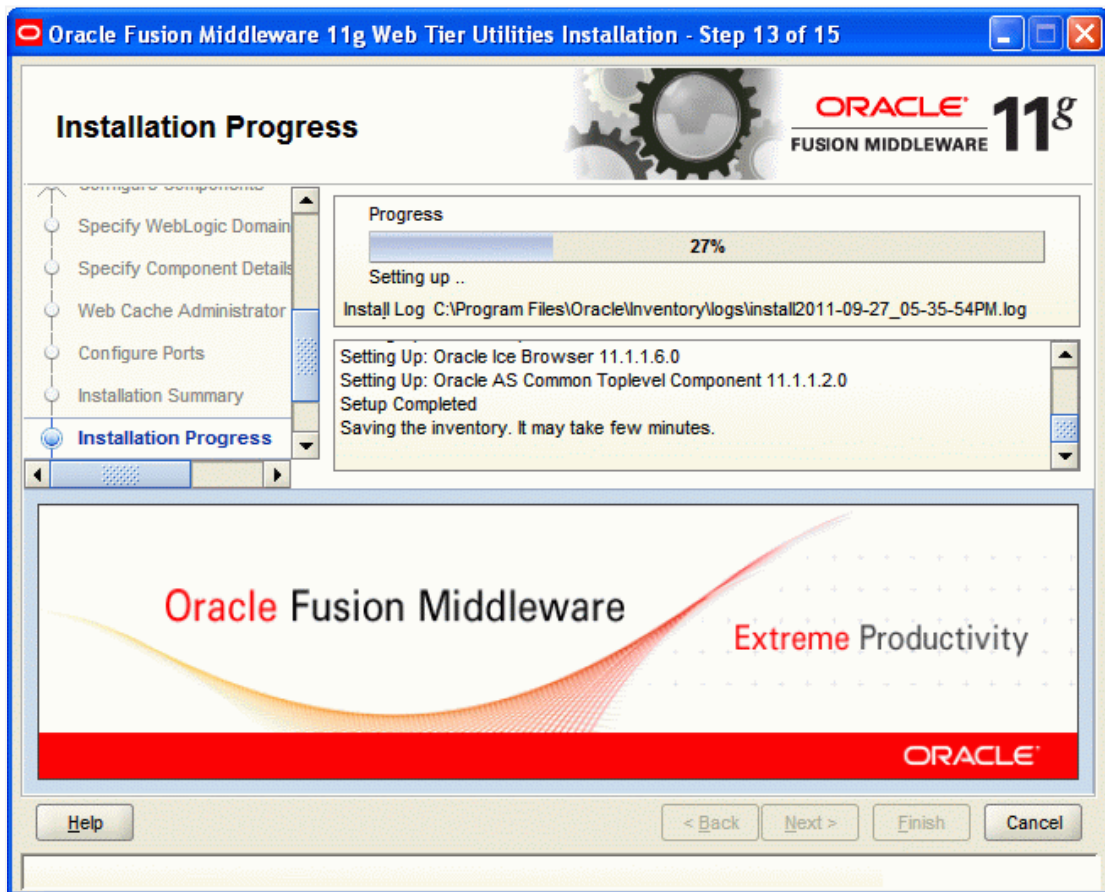 Oracle Fusion Middleware 11g Web Tier Utilities Installation - Step 13 of 15
Installation Progress
ORACLE
FUSION MIDDLEWARE
11g
Configure Components
Specify WebLogic Domain
Specify Component Details
Web Cache Administrator
Configure Ports
Installation Summary
Installation Progress
Progress
27%
Setting up ..
Install Log C:\Program Files\Oracle\Inventory\logs\install2011-09-27_05-35-54PM.log
Setting Up: Oracle Ice Browser 11.1.1.6.0
Setting Up: Oracle AS Common Toplevel Component 11.1.1.2.0
Setup Completed
Saving the inventory. It may take few minutes.
Oracle Fusion Middleware
Extreme Productivity
ORACLE
Help
< Back
Next >
Finish
Cancel